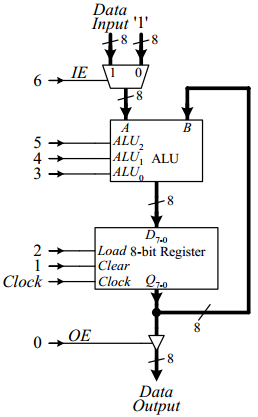 Data
Input '1'
8 8
1 0
6 IE
8
A B
5 ALU2
4 ALU1 ALU
3 ALU0
8
D7-0
2 Load 8-bit Register
1 Clear
Clock Clock Q7-0
8
0 OE
8
Data
Output